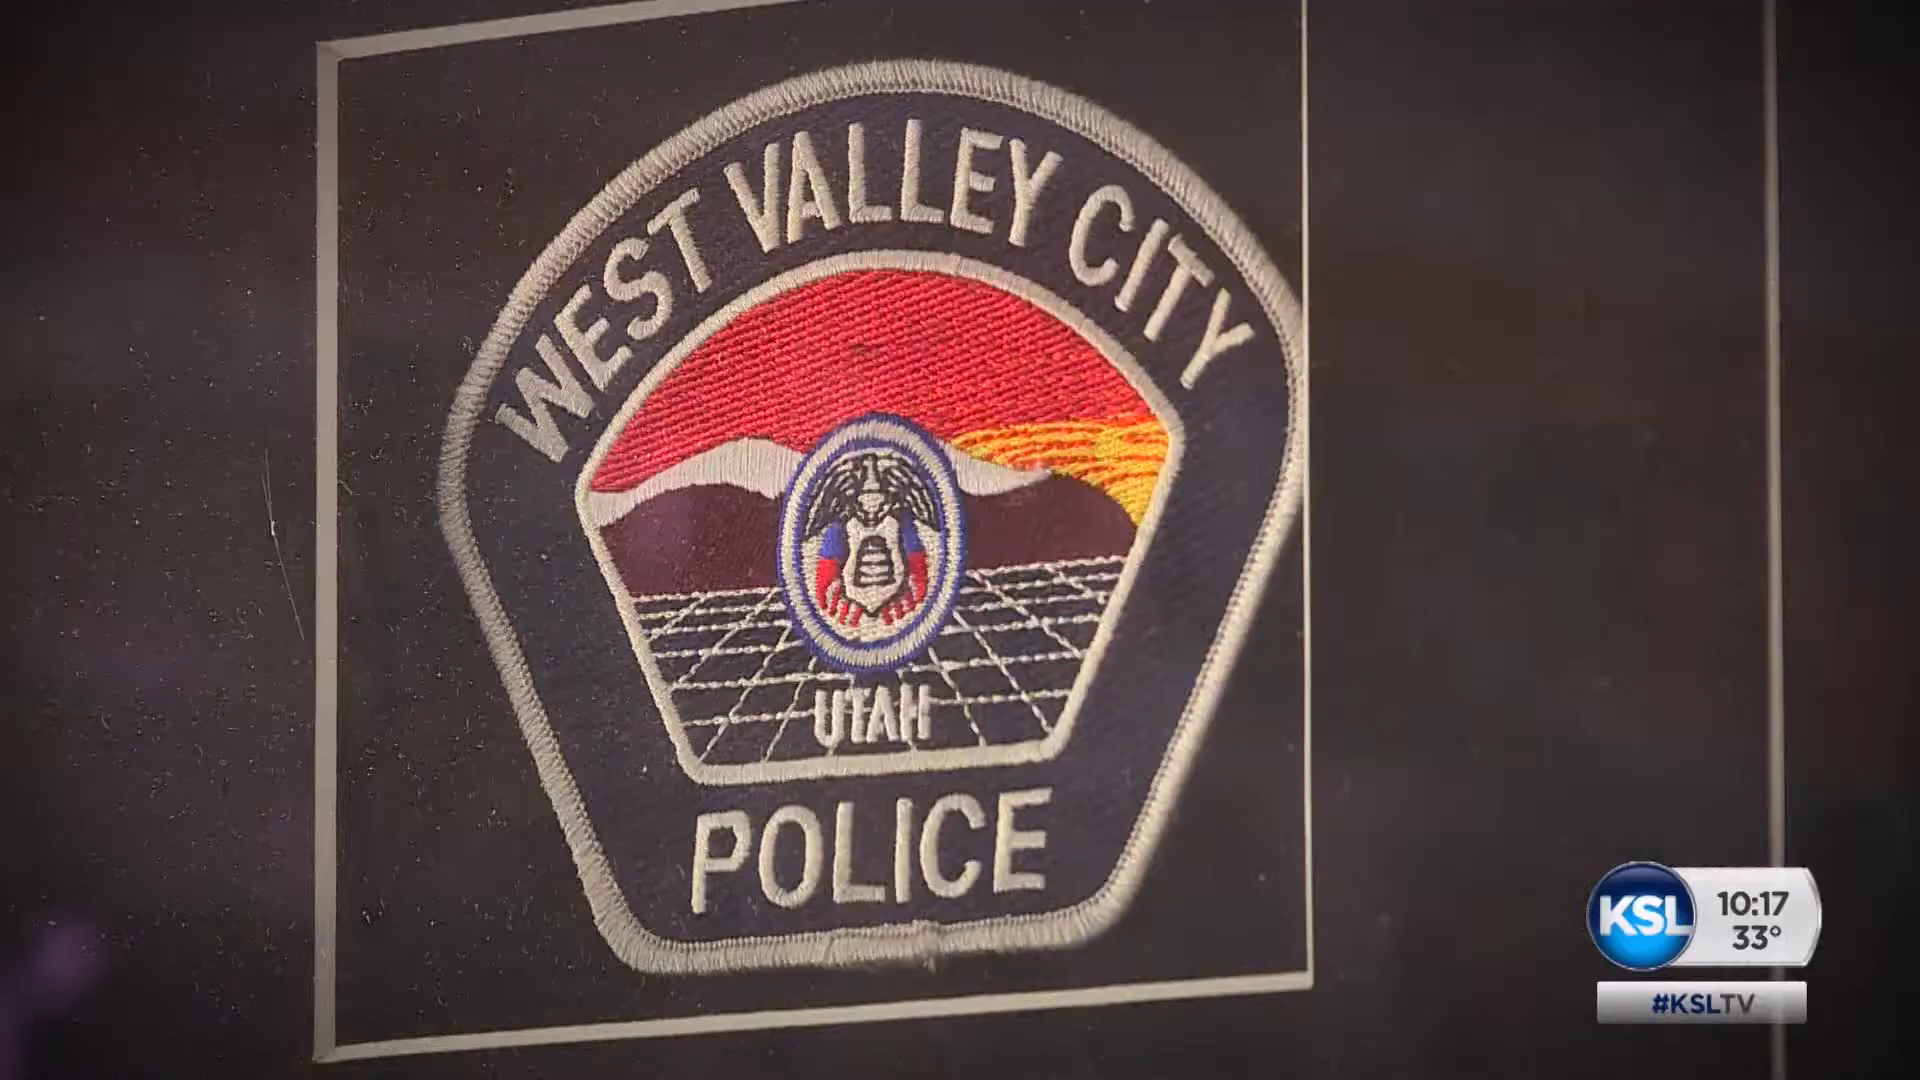 WEST VALLEY CITY
UTAH
POLICE
KSL
10:17
33°
#KSLTV